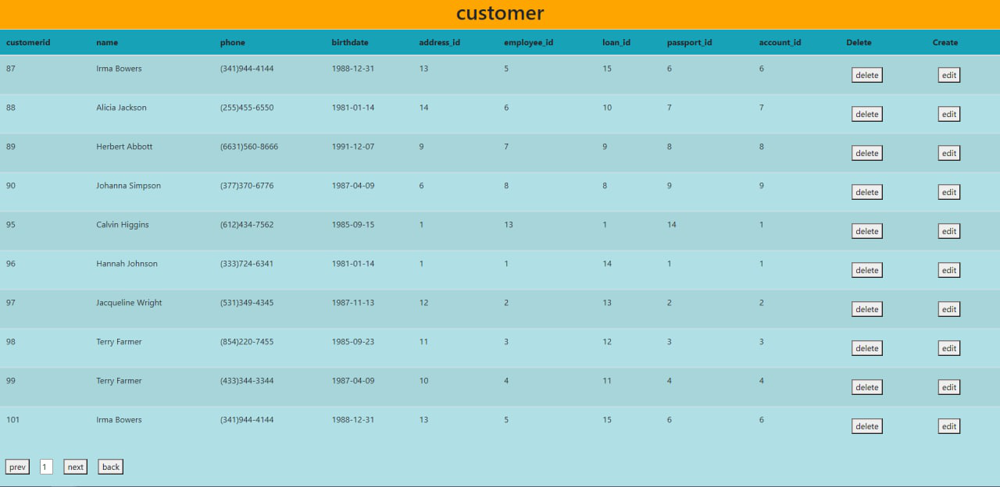 customer
customerid name phone birthdate address_id employee_id loan_id passport_id account_id Delete Create
87 Irma Bowers (341)944-4144 1988-12-31 13 5 15 6 6 delete edit
88 Alicia Jackson (255)455-6550 1981-01-14 14 6 10 7 7 delete edit
89 Herbert Abbott (6631)560-8666 1991-12-07 9 7 9 8 8 delete edit
90 Johanna Simpson (377)370-6776 1987-04-09 6 8 8 9 9 delete edit
95 Calvin Higgins (612)434-7562 1985-09-15 1 13 1 14 1 delete edit
96 Hannah Johnson (333)724-6341 1981-01-14 1 1 14 1 1 delete edit
97 Jacqueline Wright (531)349-4345 1987-11-13 12 2 13 2 2 delete edit
98 Terry Farmer (854)220-7455 1985-09-23 11 3 12 3 3 delete edit
99 Terry Farmer (433)344-3344 1987-04-09 10 4 11 4 4 delete edit
101 Irma Bowers (341)944-4144 1988-12-31 13 5 15 6 6 delete edit
prev 1 next back